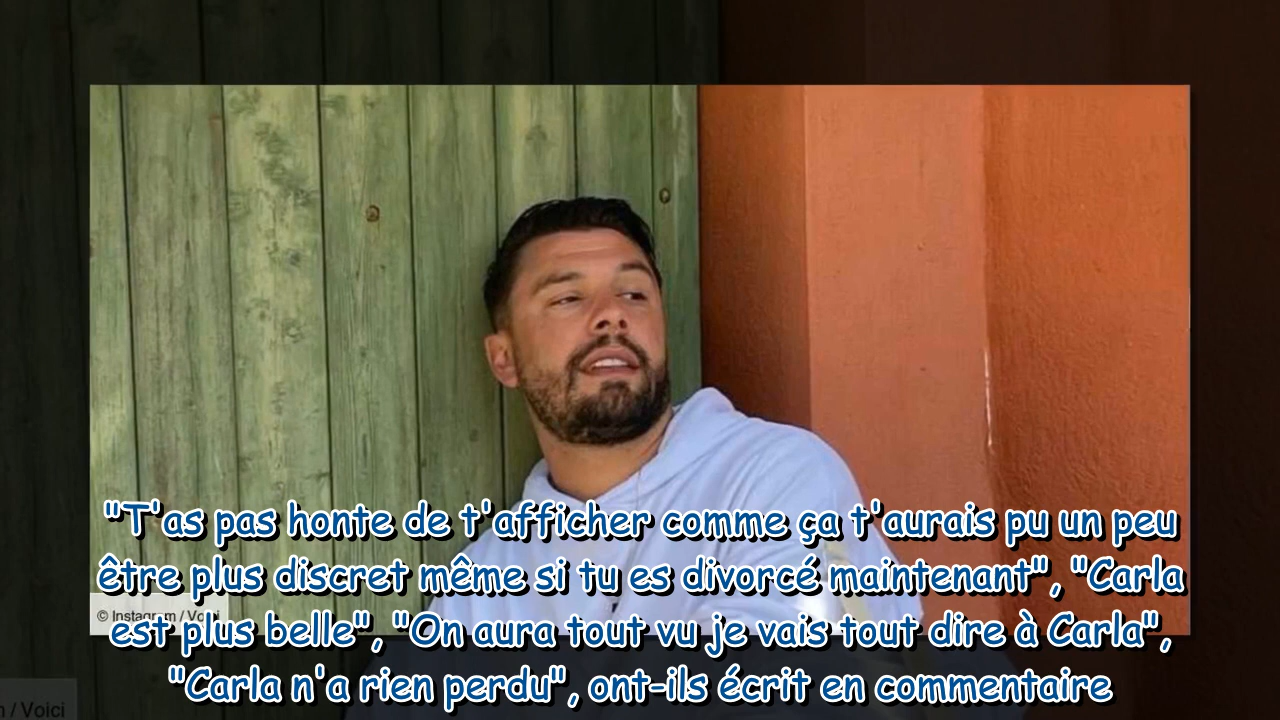 "T'as pas honte de t'afficher comme ça t'aurais pu un peu
être plus discret même si tu es divorcé maintenant", "Carla
© Instagram / Voici
est plus belle", "On aura tout vu je vais tout dire à Carla",
"Carla n'a rien perdu", ont-ils écrit en commentaire
/ Voici